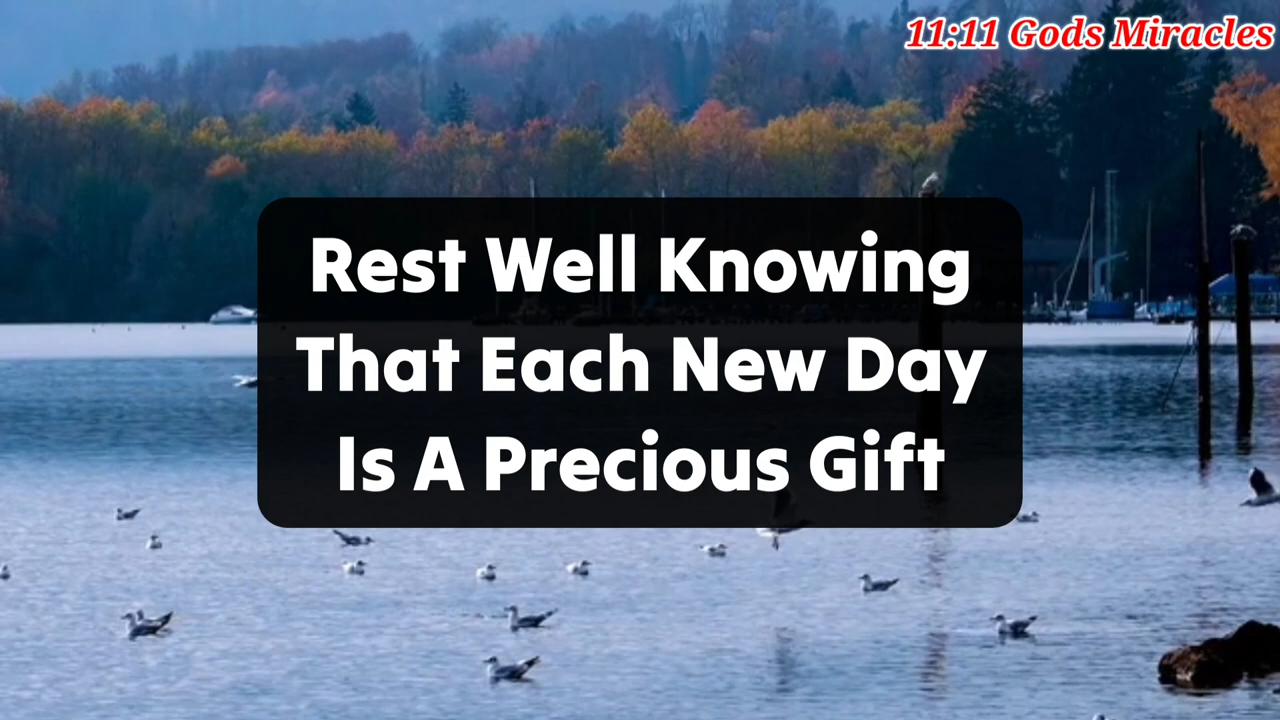 11:11 Gods Miracles
Rest Well Knowing
That Each New Day
Is A Precious Gift